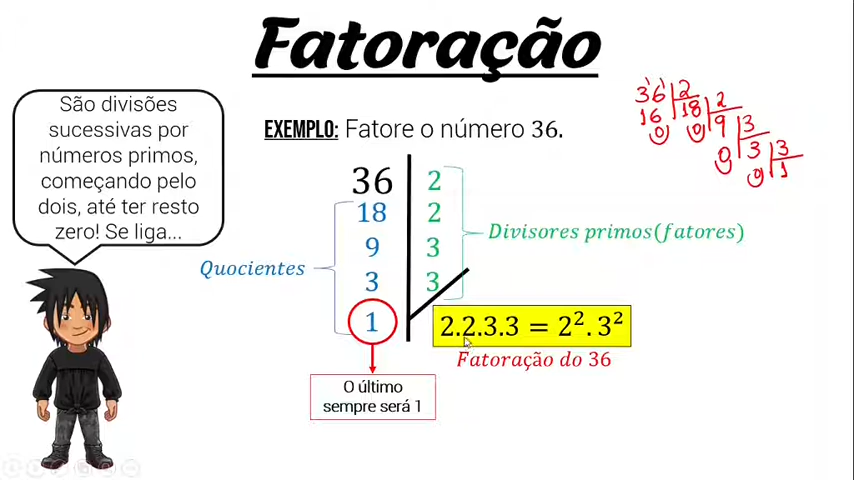 Fatoração
São divisões
sucessivas por
números primos,
começando pelo
dois, até ter resto
zero! Se liga...
EXEMPLO: Fatore o número 36.
36 2
18 2
9 3
3 3
1
Quocientes
Divisores primos(fatores)
2.2.3.3 = 2².3²
Fatoração do 36
O último
sempre será 1
36 2
16 18 2
0 0 9 3
0 3 3
0 1